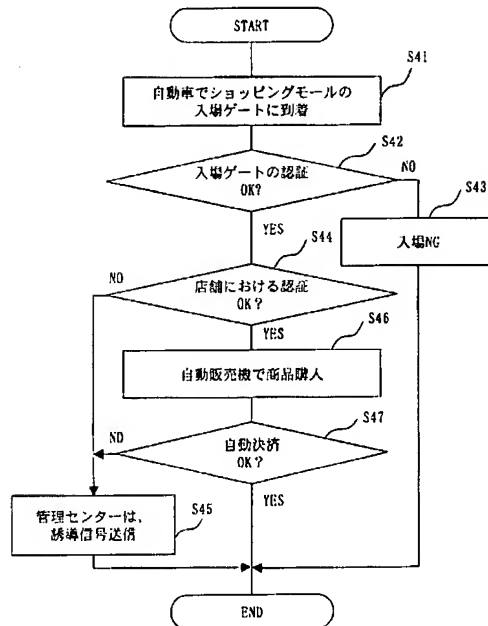 START
S41
自動車でショッピングモールの
入場ゲートに到着
S42
入場ゲートの認証
OK?
NO
S43
YES
S44
入場NG
NO
店舗における認証
OK?
S46
YES
自動販売機で商品購入
S47
NO
自動決済
OK?
YES
管理センターは、
誘導信号送信
S45
END